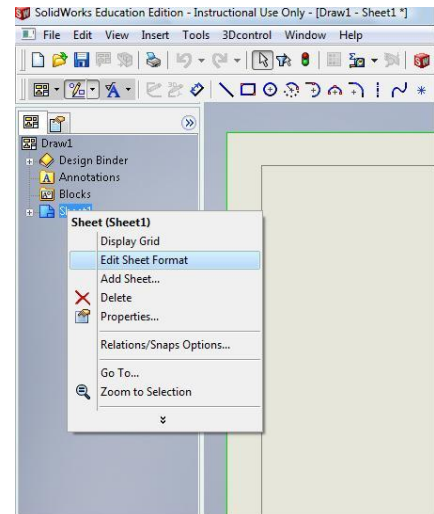 SolidWorks Education Edition - Instructional Use Only - [Draw1 - Sheet1 *]
File Edit View Insert Tools 3Dcontrol Window Help
Draw1
Design Binder
Annotations
Blocks
Sheet1
Sheet (Sheet1)
Display Grid
Edit Sheet Format
Add Sheet...
Delete
Properties...
Relations/Snaps Options...
Go To...
Zoom to Selection